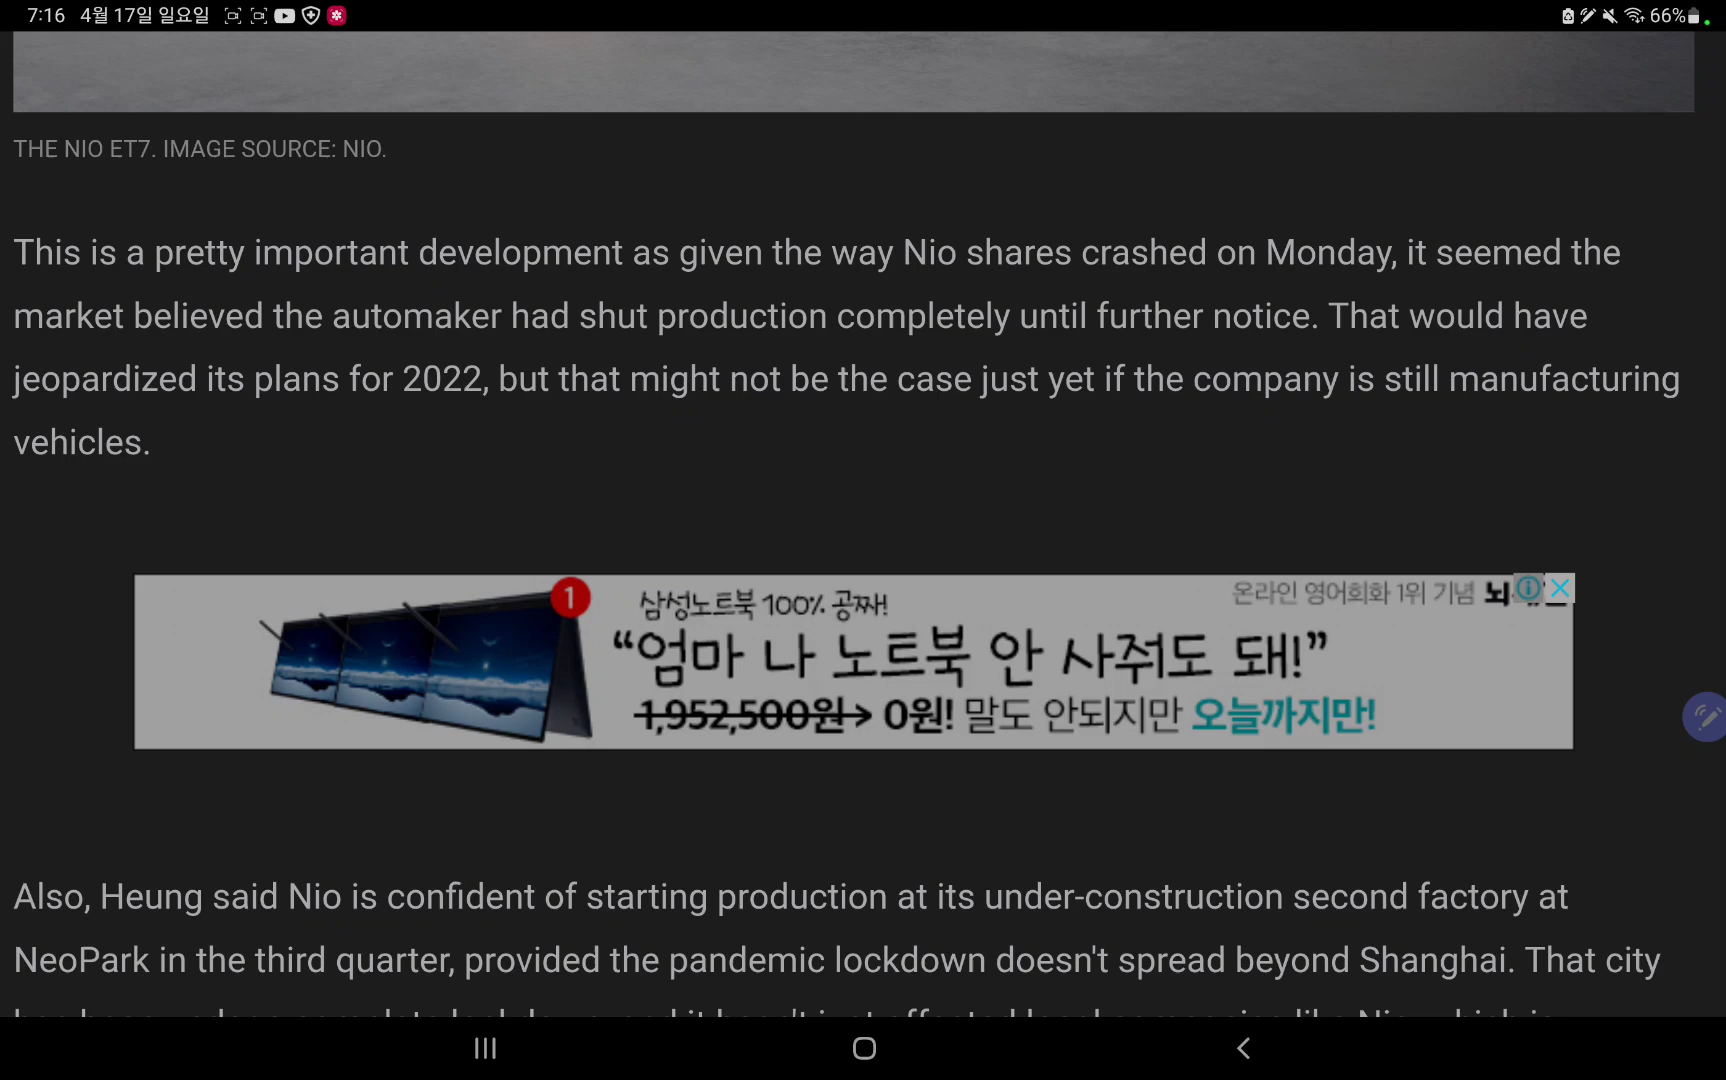 7:16 4월 17일 일요일
66%
THE NIO ET7. IMAGE SOURCE: NIO.
This is a pretty important development as given the way Nio shares crashed on Monday, it seemed the
market believed the automaker had shut production completely until further notice. That would have
jeopardized its plans for 2022, but that might not be the case just yet if the company is still manufacturing
vehicles.
1
삼성노트북 100% 공짜!
온라인 영어회화 1위 기념
“엄마 나 노트북 안 사줘도 돼!”
1,952,500원→ 0원! 말도 안되지만 오늘까지만!
Also, Heung said Nio is confident of starting production at its under-construction second factory at
NeoPark in the third quarter, provided the pandemic lockdown doesn't spread beyond Shanghai. That city